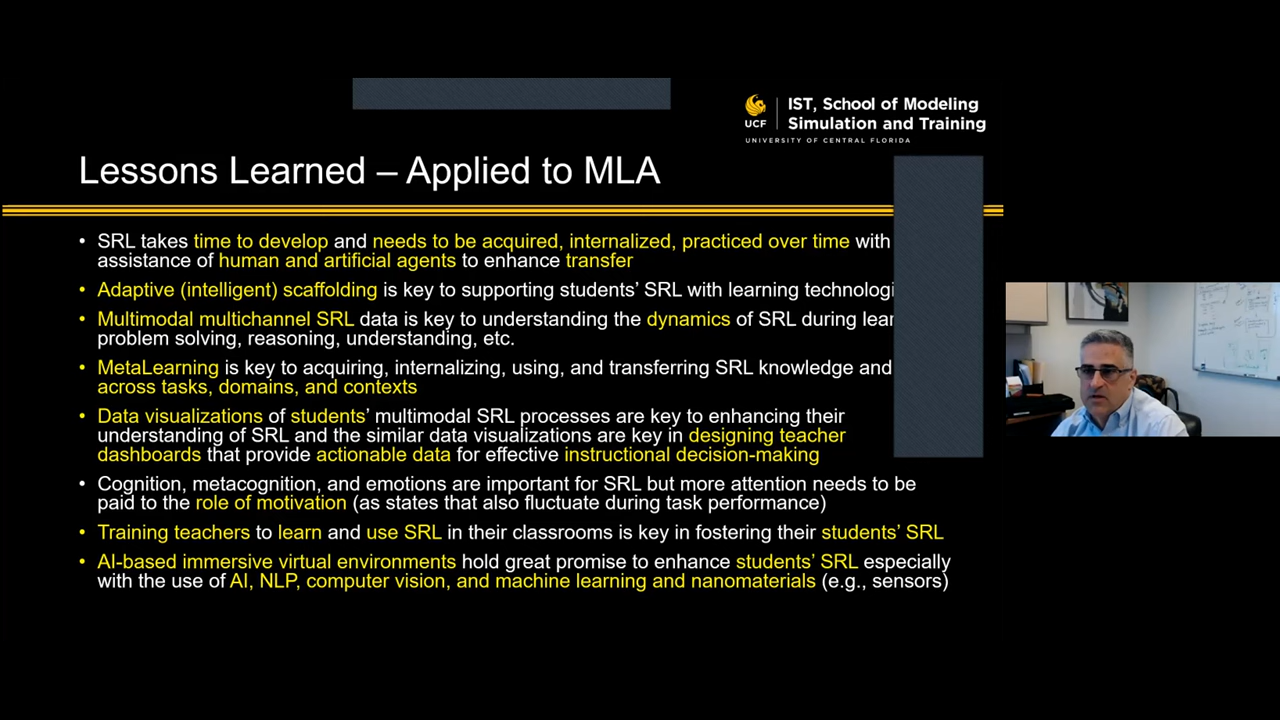 UCF
IST, School of Modeling
Simulation and Training
UNIVERSITY OF CENTRAL FLORIDA
Lessons Learned – Applied to MLA
• SRL takes time to develop and needs to be acquired, internalized, practiced over time with
assistance of human and artificial agents to enhance transfer
• Adaptive (intelligent) scaffolding is key to supporting students’ SRL with learning
• Multimodal multichannel SRL data is key to understanding the dynamics of SRL during
problem solving, reasoning, understanding, etc.
• MetaLearning is key to acquiring, internalizing, using, and transferring SRL knowledge and
across tasks, domains, and contexts
• Data visualizations of students’ multimodal SRL processes are key to enhancing their
understanding of SRL and the similar data visualizations are key in designing teacher
dashboards that provide actionable data for effective instructional decision-making
• Cognition, metacognition, and emotions are important for SRL but more attention needs to be
paid to the role of motivation (as states that also fluctuate during task performance)
• Training teachers to learn and use SRL in their classrooms is key in fostering their students’ SRL
• AI-based immersive virtual environments hold great promise to enhance students’ SRL especially
with the use of AI, NLP, computer vision, and machine learning and nanomaterials (e.g., sensors)